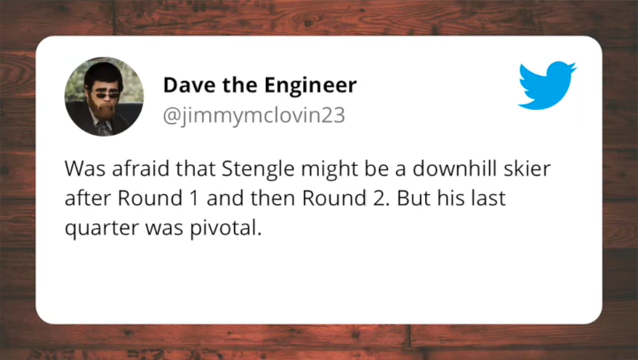 Dave the Engineer
@jimmymclovin23
Was afraid that Stengle might be a downhill skier
after Round 1 and then Round 2. But his last
quarter was pivotal.